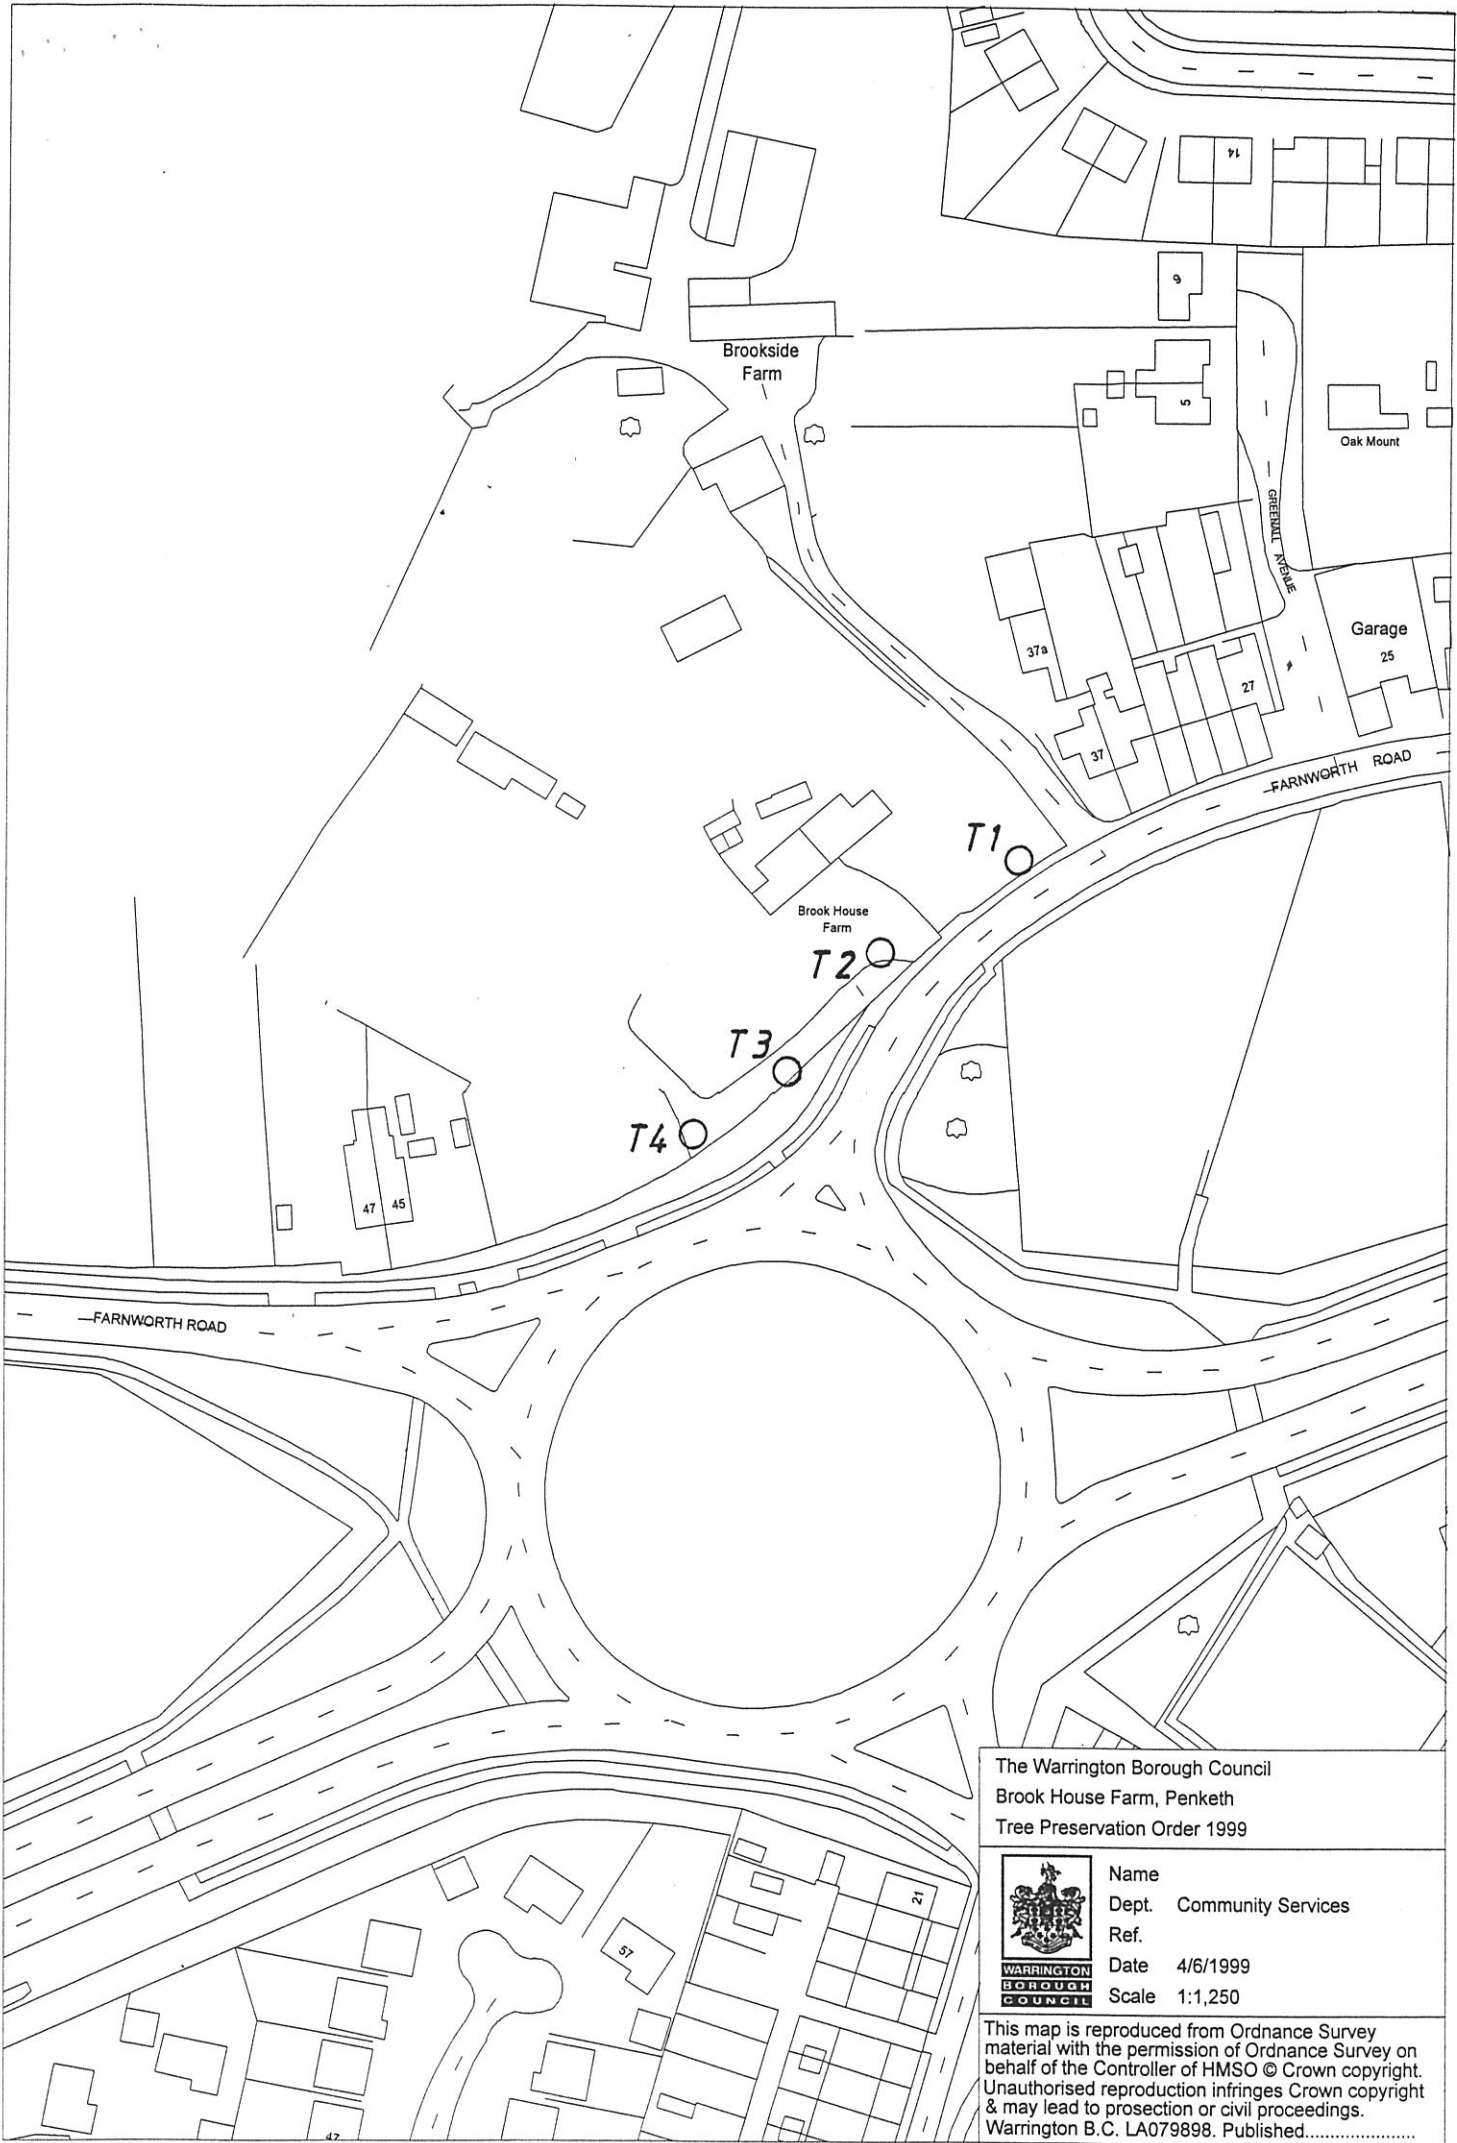 14
9
Brookside
Farm
5
Oak Mount
GREENALL AVENUE
Garage
25
37a
27
37
FARNWORTH ROAD
T1
Brook House
Farm
T2
T3
T4
47
45
FARNWORTH ROAD
21
57
47
The Warrington Borough Council
Brook House Farm, Penketh
Tree Preservation Order 1999
Name
Dept. Community Services
Ref.
Date 4/6/1999
Scale 1:1,250
WARRINGTON
BOROUGH
COUNCIL
This map is reproduced from Ordnance Survey
material with the permission of Ordnance Survey on
behalf of the Controller of HMSO © Crown copyright.
Unauthorised reproduction infringes Crown copyright
& may lead to prosection or civil proceedings.
Warrington B.C. LA079898. Published......................